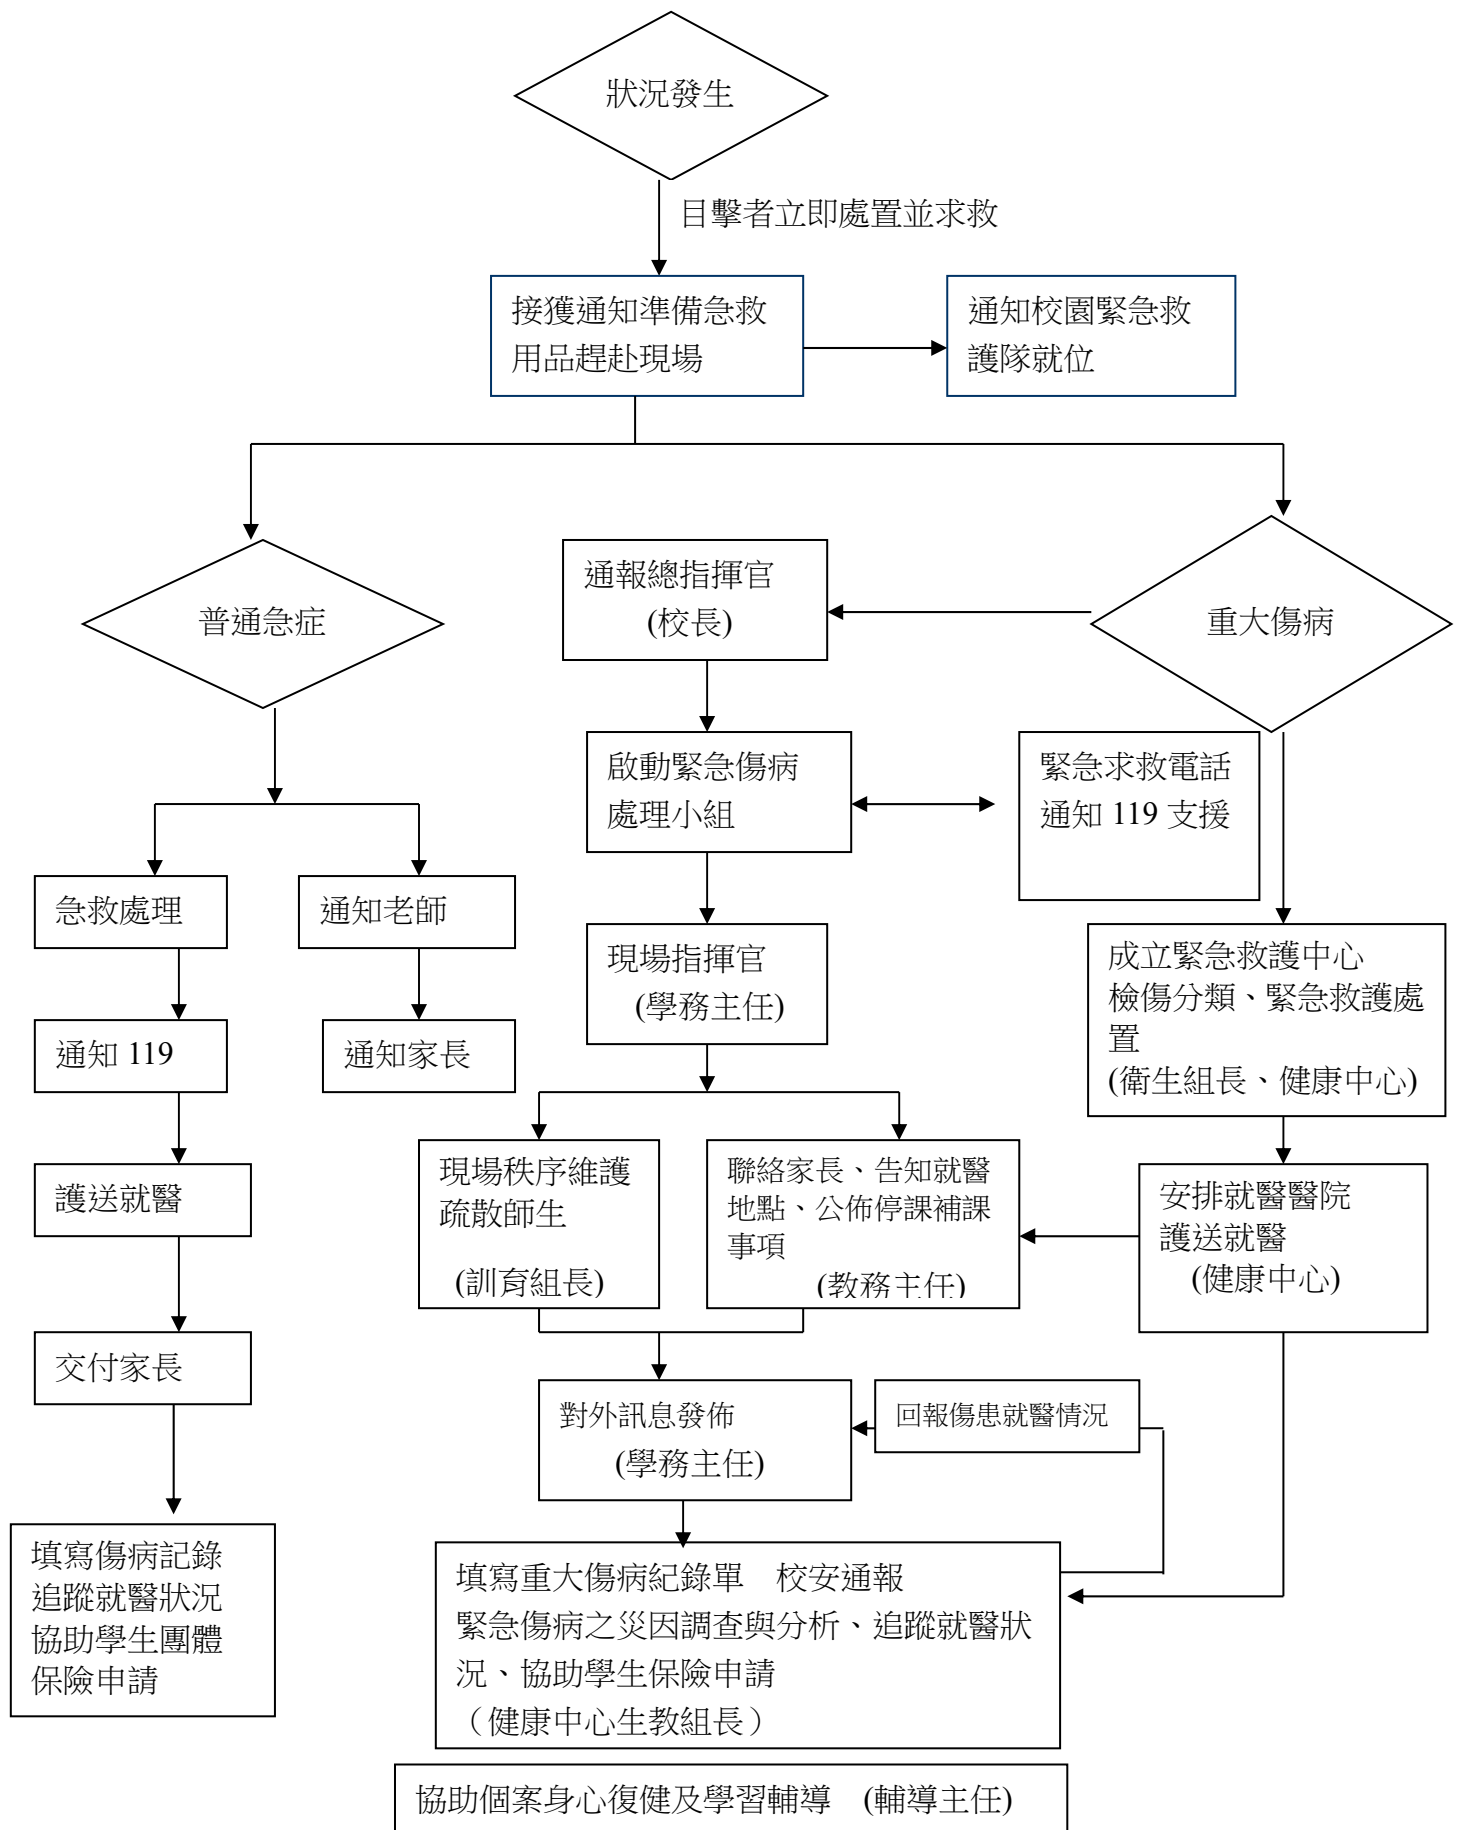 狀況發生
目擊者立即處置並求救
接獲通知準備急救
用品趕赴現場
通知校園緊急救
護隊就位
普通急症
通報總指揮官
(校長)
重大傷病
啟動緊急傷病
處理小組
緊急求救電話
通知 119 支援
急救處理
通知老師
現場指揮官
(學務主任)
成立緊急救護中心
檢傷分類、緊急救護處
置
(衛生組長、健康中心)
通知 119
通知家長
護送就醫
現場秩序維護
疏散師生
(訓育組長)
聯絡家長、告知就醫
地點、公佈停課補課
事項
(教務主任)
安排就醫醫院
護送就醫
(健康中心)
交付家長
對外訊息發佈
(學務主任)
回報傷患就醫情況
填寫傷病記錄
追蹤就醫狀況
協助學生團體
保險申請
填寫重大傷病紀錄單　校安通報
緊急傷病之災因調查與分析、追蹤就醫狀
況、協助學生保險申請
（健康中心生教組長）
協助個案身心復健及學習輔導　(輔導主任)